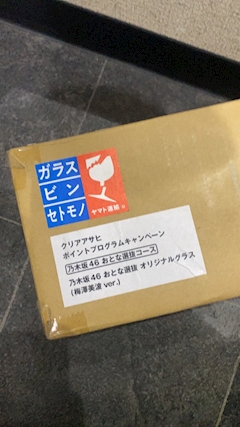 ガラス
ビン
セトモノ
ヤマト運輸
クリアアサヒ
ポイントプログラムキャンペーン
乃木坂46 おとな選抜コース
乃木坂46 おとな選抜 オリジナルグラス
(梅澤美波 ver.)